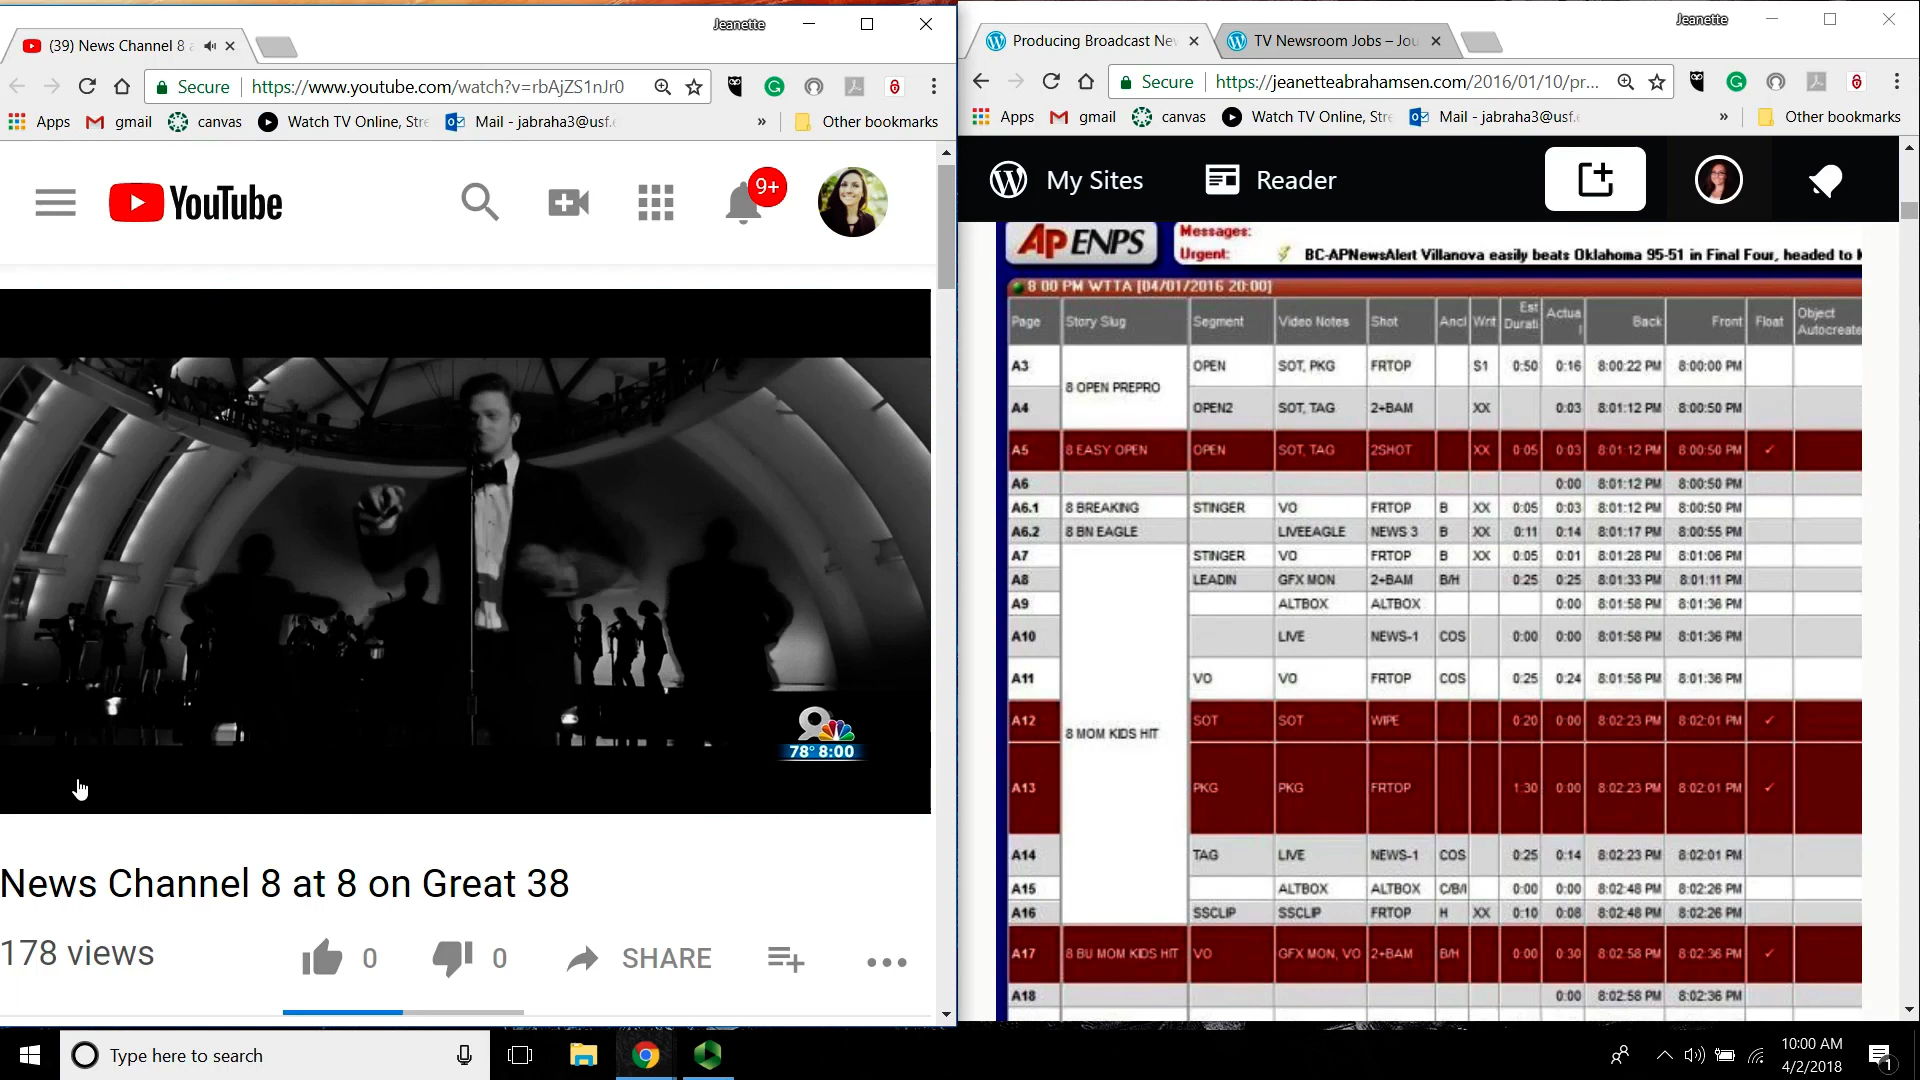 Jeanette
(39) News Channel 8 a
Secure https://www.youtube.com/watch?v=rbAjZS1nJr0
Apps gmail canvas Watch TV Online, Stre Mail - jabraha3@usf.e » Other bookmarks
YouTube 9+
8
78° 8:00
News Channel 8 at 8 on Great 38
178 views 0 0 SHARE
Jeanette
Producing Broadcast New TV Newsroom Jobs – Jou
Secure https://jeanetteabrahamsen.com/2016/01/10/pr...
Apps gmail canvas Watch TV Online, Stre Mail - jabraha3@usf.e » Other bookmarks
My Sites Reader
AP ENPS
Messages:
Urgent: BC-APNewsAlert Villanova easily beats Oklahoma 95-51 in Final Four, headed to
8 00 PM WTTA [04/01/2016 20:00]
Page Story Slug Segment Video Notes Shot Ancl Writ Est Durati Actua l Back Front Float Object Autocreate
A3 8 OPEN PREPRO OPEN SOT, PKG FRTOP S1 0:50 0:16 8:00:22 PM 8:00:00 PM
A4 OPEN2 SOT, TAG 2+BAM XX 0:03 8:01:12 PM 8:00:50 PM
A5 8 EASY OPEN OPEN SOT, TAG 2SHOT XX 0:05 0:03 8:01:12 PM 8:00:50 PM ✓
A6 0:00 8:01:12 PM 8:00:50 PM
A6.1 8 BREAKING STINGER VO FRTOP B XX 0:05 0:03 8:01:12 PM 8:00:50 PM
A6.2 8 BN EAGLE LIVEEAGLE NEWS 3 B XX 0:11 0:14 8:01:17 PM 8:00:55 PM
A7 STINGER VO FRTOP B XX 0:05 0:01 8:01:28 PM 8:01:06 PM
A8 LEADIN GFX MON 2+BAM B/H 0:25 0:25 8:01:33 PM 8:01:11 PM
A9 ALTBOX ALTBOX 0:00 8:01:58 PM 8:01:36 PM
A10 LIVE NEWS-1 COS 0:00 0:00 8:01:58 PM 8:01:36 PM
A11 VO VO FRTOP COS 0:25 0:24 8:01:58 PM 8:01:36 PM
A12 8 MOM KIDS HIT SOT SOT WIPE 0:20 0:00 8:02:23 PM 8:02:01 PM ✓
A13 PKG PKG FRTOP 1:30 0:00 8:02:23 PM 8:02:01 PM ✓
A14 TAG LIVE NEWS-1 COS 0:25 0:14 8:02:23 PM 8:02:01 PM
A15 ALTBOX ALTBOX C/B/I 0:00 0:00 8:02:48 PM 8:02:26 PM
A16 SSCLIP SSCLIP FRTOP H XX 0:10 0:08 8:02:48 PM 8:02:26 PM
A17 8 BU MOM KIDS HIT VO GFX MON, VO 2+BAM B/H 0:00 0:30 8:02:58 PM 8:02:36 PM ✓
A18 0:00 8:02:58 PM 8:02:36 PM
Type here to search
10:00 AM
4/2/2018
1